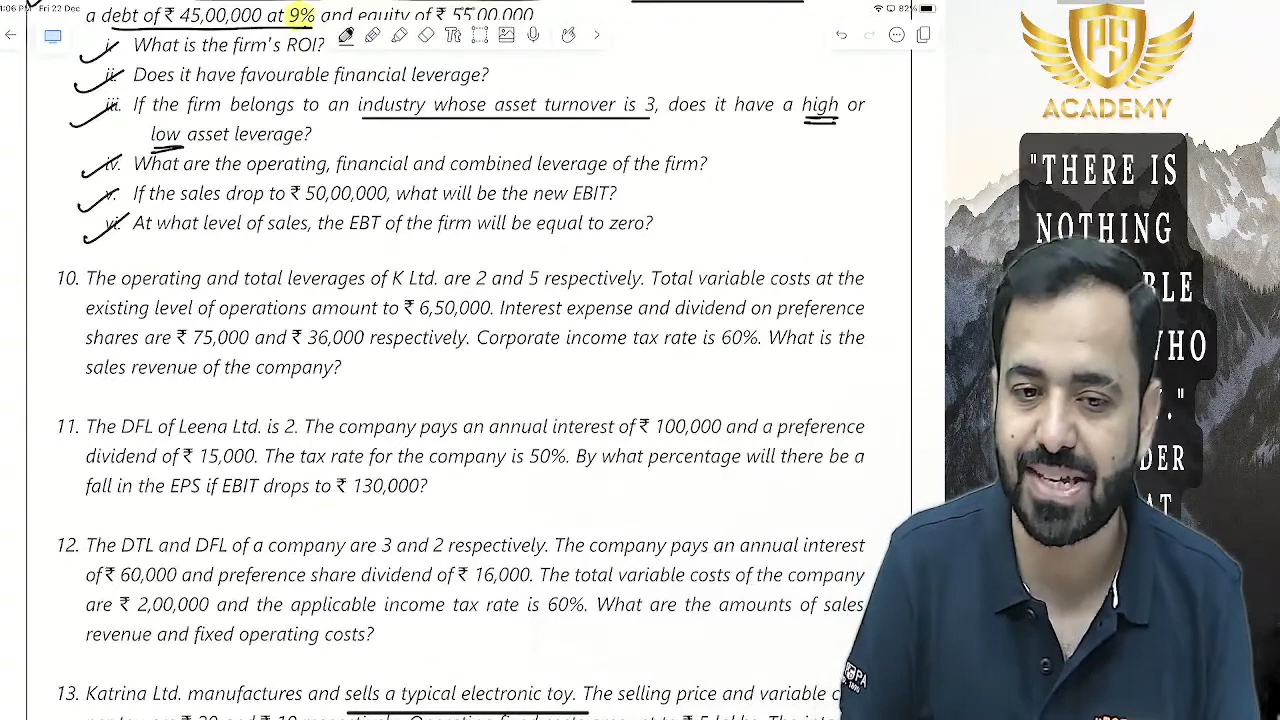 1:06 PM Fri 22 Dec
82%
a debt of ₹ 45,00,000 at 9% and equity of ₹ 55,00,000
i. What is the firm's ROI?
ii. Does it have favourable financial leverage?
iii. If the firm belongs to an industry whose asset turnover is 3, does it have a high or
low asset leverage?
iv. What are the operating, financial and combined leverage of the firm?
v. If the sales drop to ₹ 50,00,000, what will be the new EBIT?
vi. At what level of sales, the EBT of the firm will be equal to zero?
10. The operating and total leverages of K Ltd. are 2 and 5 respectively. Total variable costs at the
existing level of operations amount to ₹ 6,50,000. Interest expense and dividend on preference
shares are ₹ 75,000 and ₹ 36,000 respectively. Corporate income tax rate is 60%. What is the
sales revenue of the company?
11. The DFL of Leena Ltd. is 2. The company pays an annual interest of ₹ 100,000 and a preference
dividend of ₹ 15,000. The tax rate for the company is 50%. By what percentage will there be a
fall in the EPS if EBIT drops to ₹ 130,000?
12. The DTL and DFL of a company are 3 and 2 respectively. The company pays an annual interest
of ₹ 60,000 and preference share dividend of ₹ 16,000. The total variable costs of the company
are ₹ 2,00,000 and the applicable income tax rate is 60%. What are the amounts of sales
revenue and fixed operating costs?
13. Katrina Ltd. manufactures and sells a typical electronic toy. The selling price and variable
PS
ACADEMY
"THERE IS
NOTHING
BLE
WHO
."
DER
AT